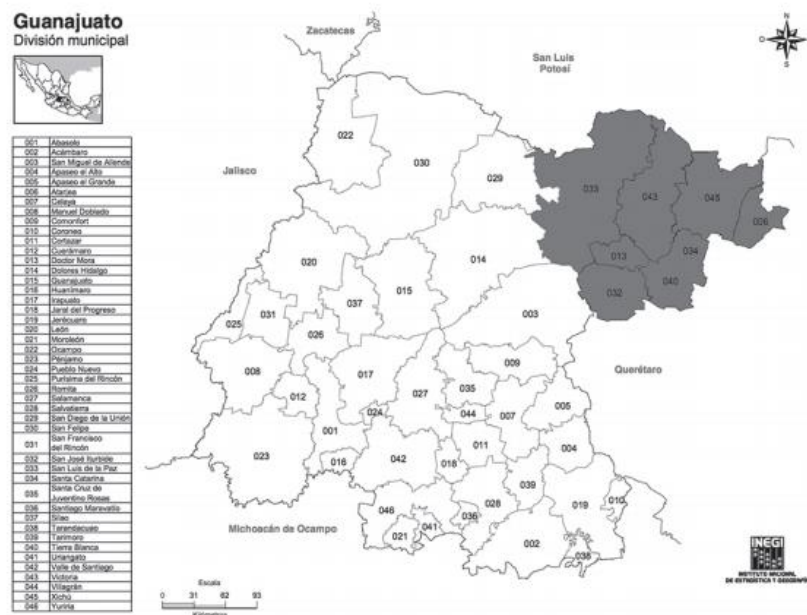 Guanajuato
División municipal
Zacatecas
San Luis
Potosí
Jalisco
Querétaro
Michoacán de Ocampo
N
O
E
S
001 Abasolo
002 Acámbaro
003 San Miguel de Allende
004 Apaseo el Alto
005 Apaseo el Grande
006 Atarjea
007 Celaya
008 Manuel Doblado
009 Comonfort
010 Coroneo
011 Cortazar
012 Cuerámaro
013 Doctor Mora
014 Dolores Hidalgo
015 Guanajuato
016 Huanímaro
017 Irapuato
018 Jaral del Progreso
019 Jerécuaro
020 León
021 Moroleón
022 Ocampo
023 Pénjamo
024 Pueblo Nuevo
025 Purísima del Rincón
026 Romita
027 Salamanca
028 Salvatierra
029 San Diego de la Unión
030 San Felipe
031 San Francisco
del Rincón
032 San José Iturbide
033 San Luis de la Paz
034 Santa Catarina
035 Santa Cruz de
Juventino Rosas
036 Santiago Maravatío
037 Silao
038 Tarandacuao
039 Tarimoro
040 Tierra Blanca
041 Uriangato
042 Valle de Santiago
043 Victoria
044 Villagrán
045 Xichú
046 Yuriria
022
030
029
033
043
045
006
013
034
032
040
020
014
015
037
003
031
025
026
009
008
017
027
035
012
005
044
007
024
001
011
004
023
016
042
018
039
028
019
010
046
036
041
021
002
038
Escala
0 31 62 93
Kilómetros
INEGI
INSTITUTO NACIONAL
DE ESTADÍSTICA Y GEOGRAFÍA